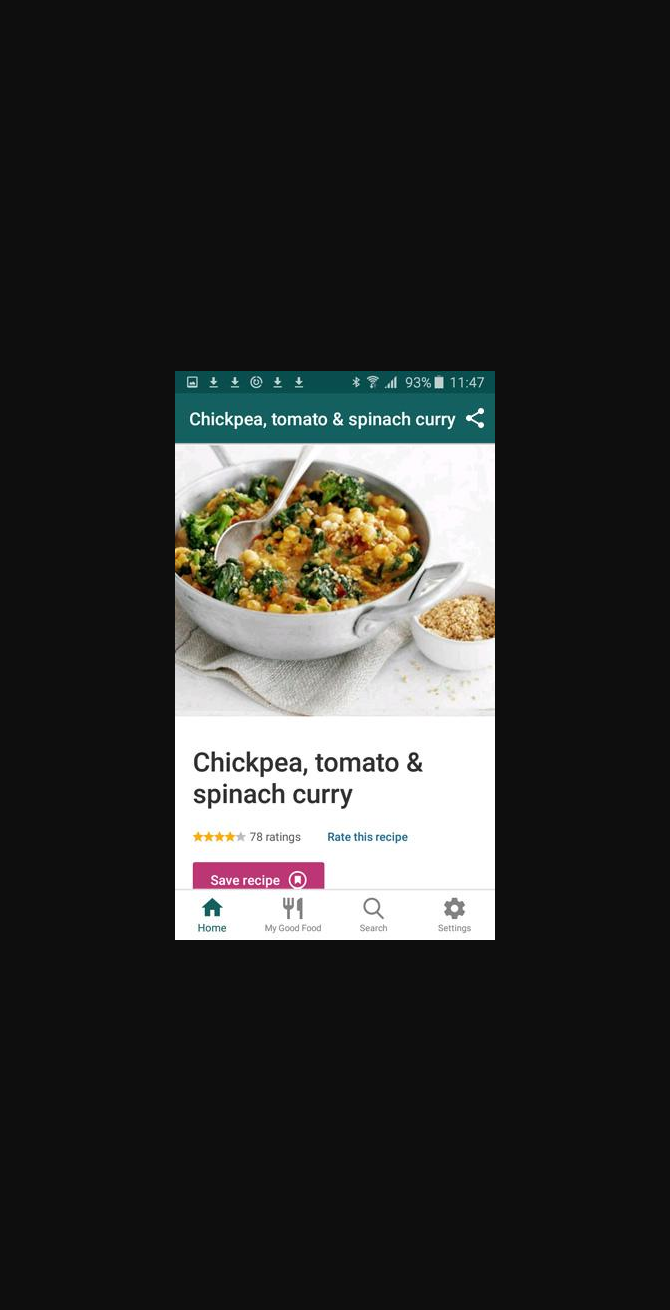 93% 11:47
Chickpea, tomato & spinach curry
Chickpea, tomato &
spinach curry
78 ratings Rate this recipe
Save recipe
Home My Good Food Search Settings